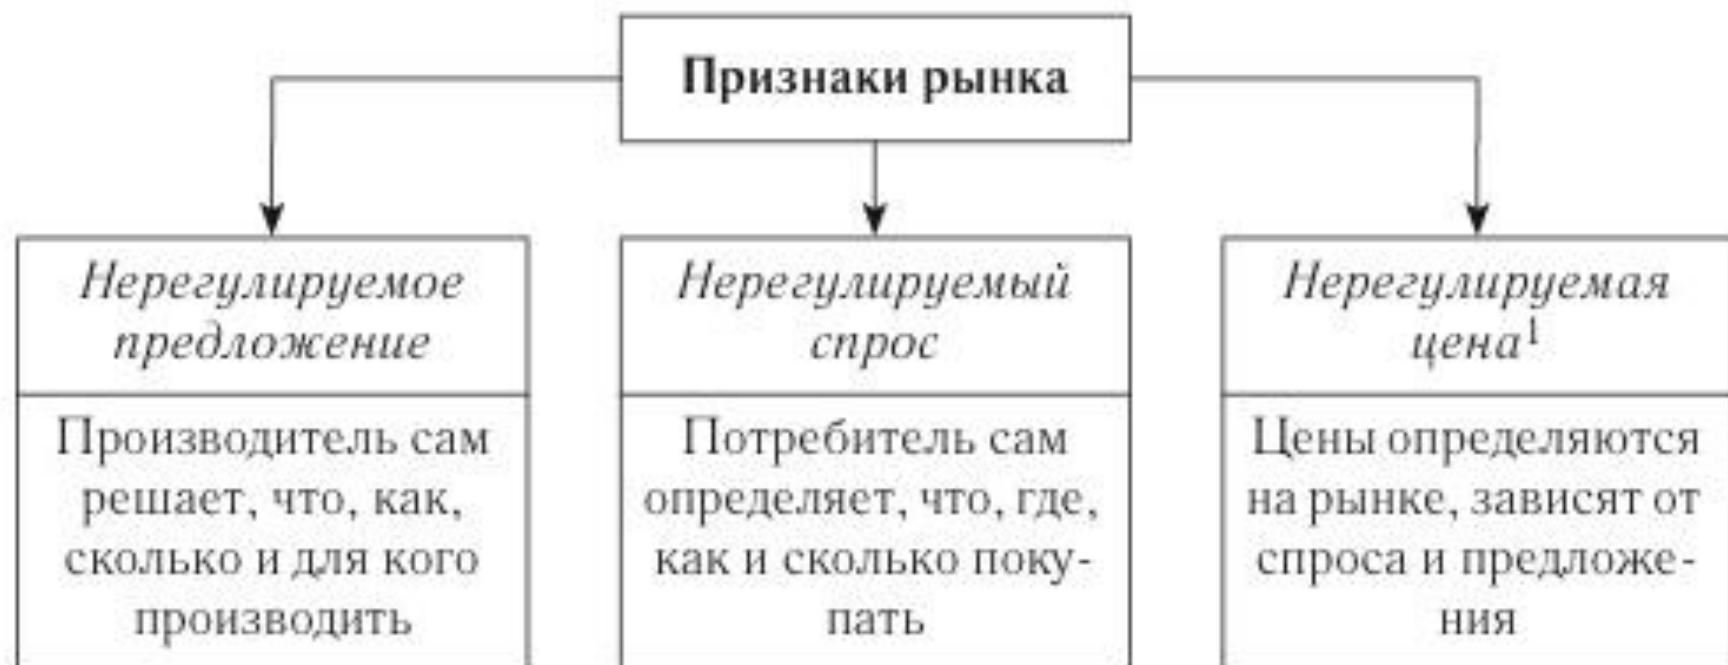 Признаки рынка
Нерегулируемое
предложение
Производитель сам
решает, что, как,
сколько и для кого
производить
Нерегулируемый
спрос
Потребитель сам
определяет, что, где,
как и сколько поку-
пать
Нерегулируемая
цена¹
Цены определяются
на рынке, зависят от
спроса и предложе-
ния